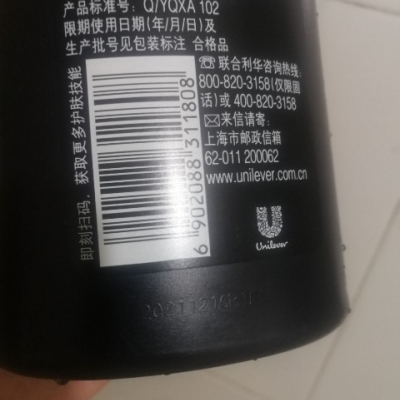 产品标准号：Q/YQXA 102
限期使用日期(年/月/日)及
生产批号见包装标注 合格品
即刻扫码，获取更多护肤技能
6 902088 311808
☏联合利华咨询热线：
800-820-3158(仅限固
话)或 400-820-3158
✉来信请寄：
上海市邮政信箱
62-011 200062
www.unilever.com.cn
Unilever